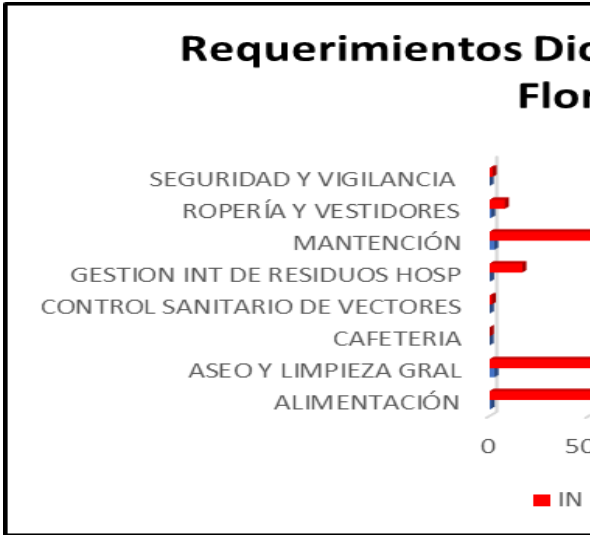 Requerimientos Dic
Flor
SEGURIDAD Y VIGILANCIA
ROPERÍA Y VESTIDORES
MANTENCIÓN
GESTION INT DE RESIDUOS HOSP
CONTROL SANITARIO DE VECTORES
CAFETERIA
ASEO Y LIMPIEZA GRAL
ALIMENTACIÓN
0 50
IN